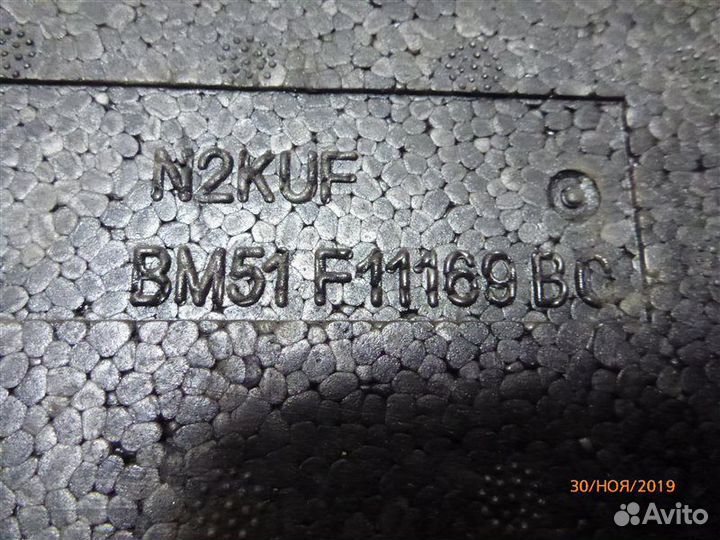 N2KUF
BM51 F11169 BC
30/НОЯ/2019
Avito